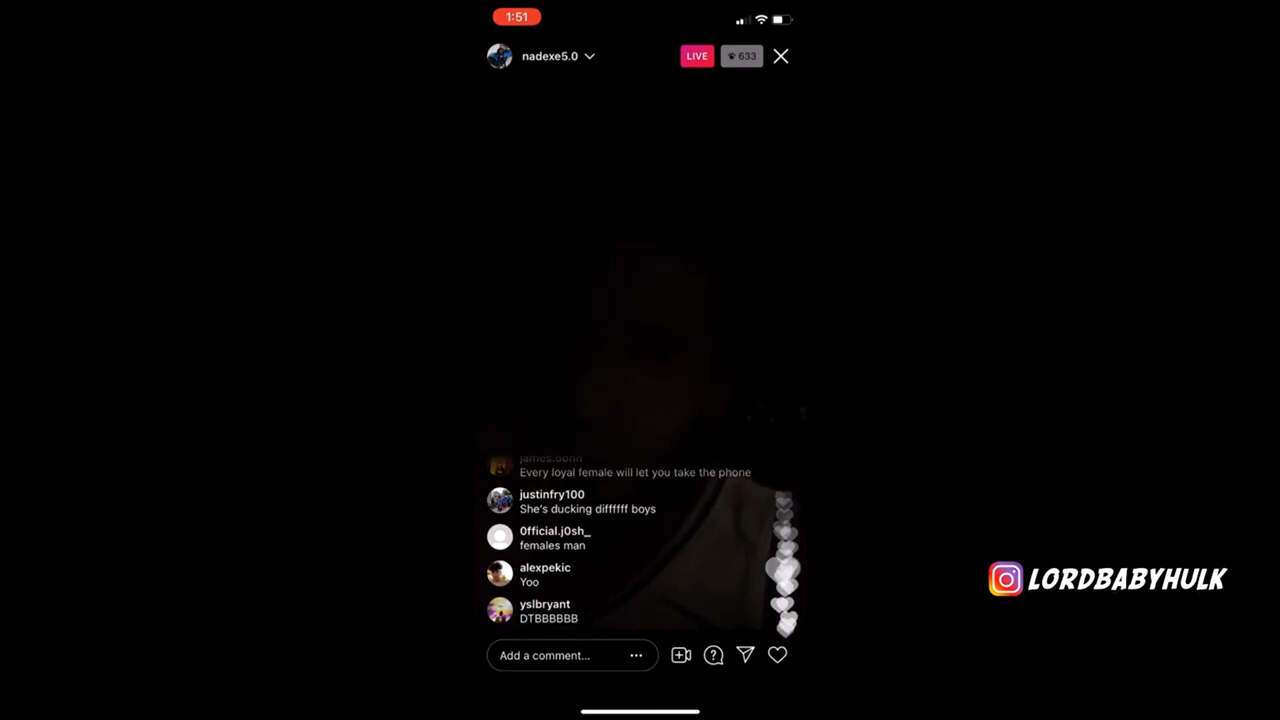 1:51
nadexe5.0
LIVE
633
Every loyal female will let you take the phone
justinfry100
She's ducking diffffff boys
0fficial.j0sh_
females man
alexpekic
Yoo
yslbryant
DTBBBBBB
Add a comment...
LORDBABYHULK